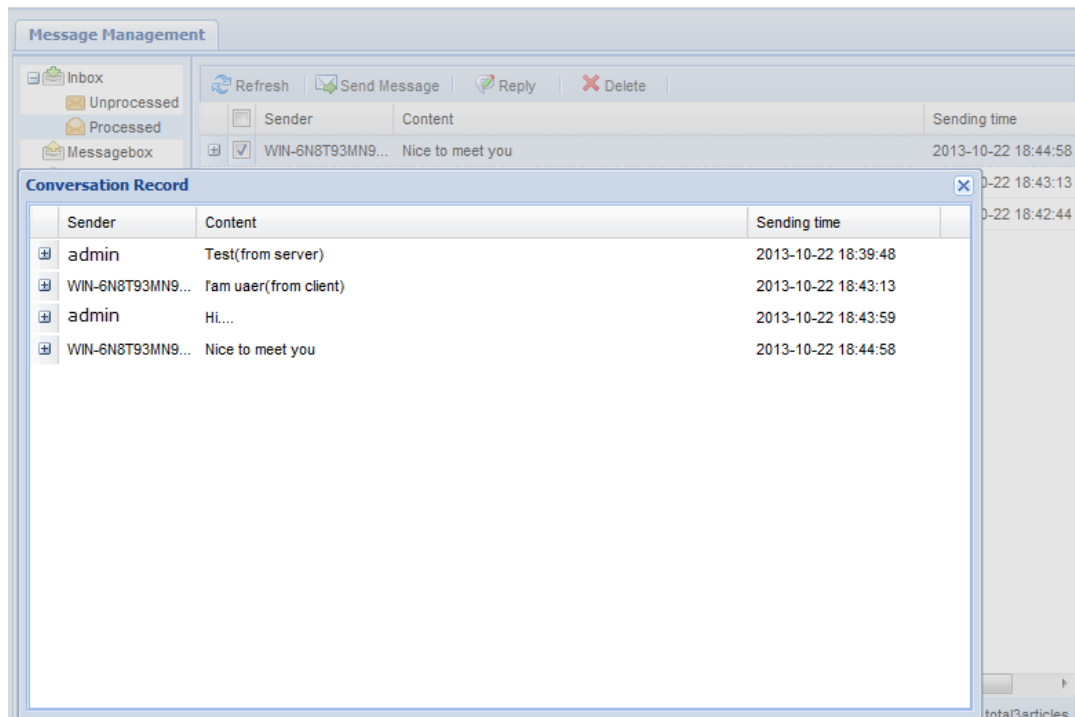 Message Management
Inbox
Unprocessed
Processed
Messagebox
Refresh Send Message Reply Delete
Sender Content Sending time
WIN-6N8T93MN9... Nice to meet you 2013-10-22 18:44:58
0-22 18:43:13
0-22 18:42:44
Conversation Record
Sender Content Sending time
admin Test(from server) 2013-10-22 18:39:48
WIN-6N8T93MN9... I'am uaer(from client) 2013-10-22 18:43:13
admin Hi.... 2013-10-22 18:43:59
WIN-6N8T93MN9... Nice to meet you 2013-10-22 18:44:58
total3articles